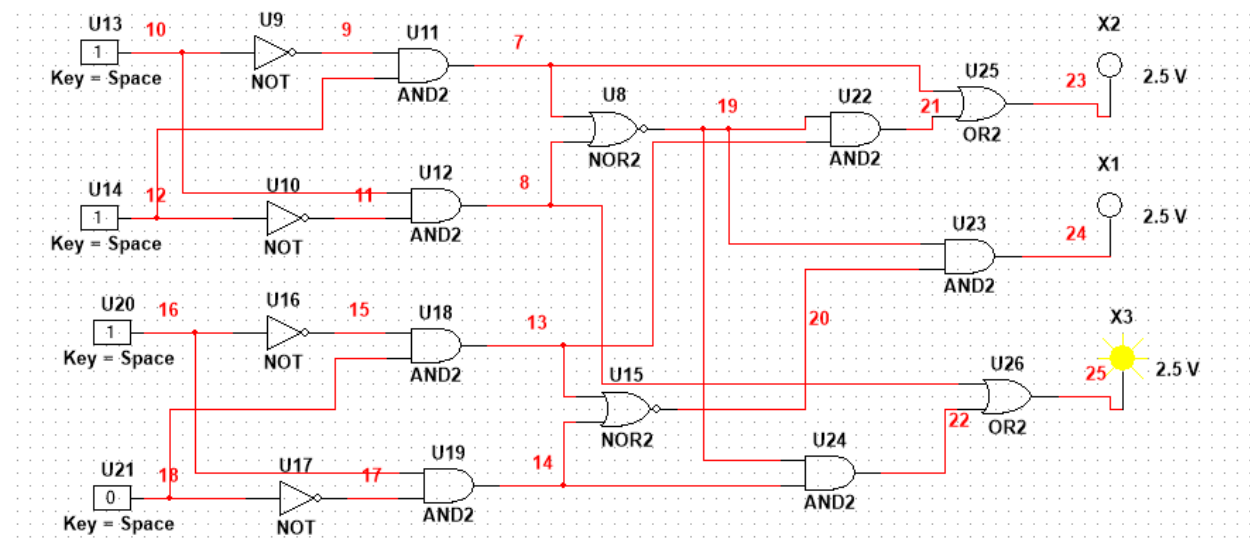 U13
10
U9
9
U11
7
X2
1
Key = Space
NOT
AND2
U25
23
2.5 V
U8
19
U22
21
OR2
NOR2
AND2
U14
12
U10
11
U12
8
X1
1
Key = Space
NOT
AND2
U23
24
2.5 V
AND2
U20
16
U16
15
U18
13
20
X3
1
Key = Space
NOT
AND2
U15
U26
25
2.5 V
NOR2
22
OR2
U21
18
U17
17
U19
14
U24
0
Key = Space
NOT
AND2
AND2